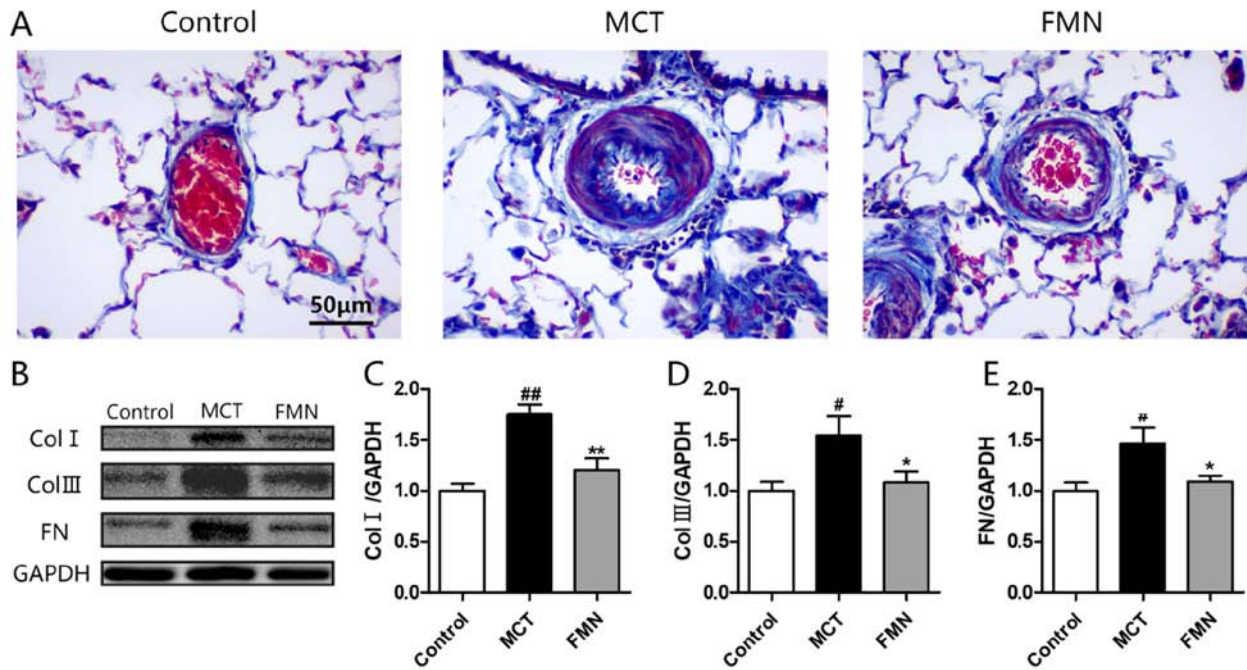 A
Control
MCT
FMN
50μm
B
Control MCT FMN
Col Ⅰ
Col Ⅲ
FN
GAPDH
C
Col Ⅰ/GAPDH
2.0
1.5
1.0
0.5
0.0
##
**
Control
MCT
FMN
D
Col Ⅲ/GAPDH
2.0
1.5
1.0
0.5
0.0
#
*
Control
MCT
FMN
E
FN/GAPDH
2.0
1.5
1.0
0.5
0.0
#
*
Control
MCT
FMN